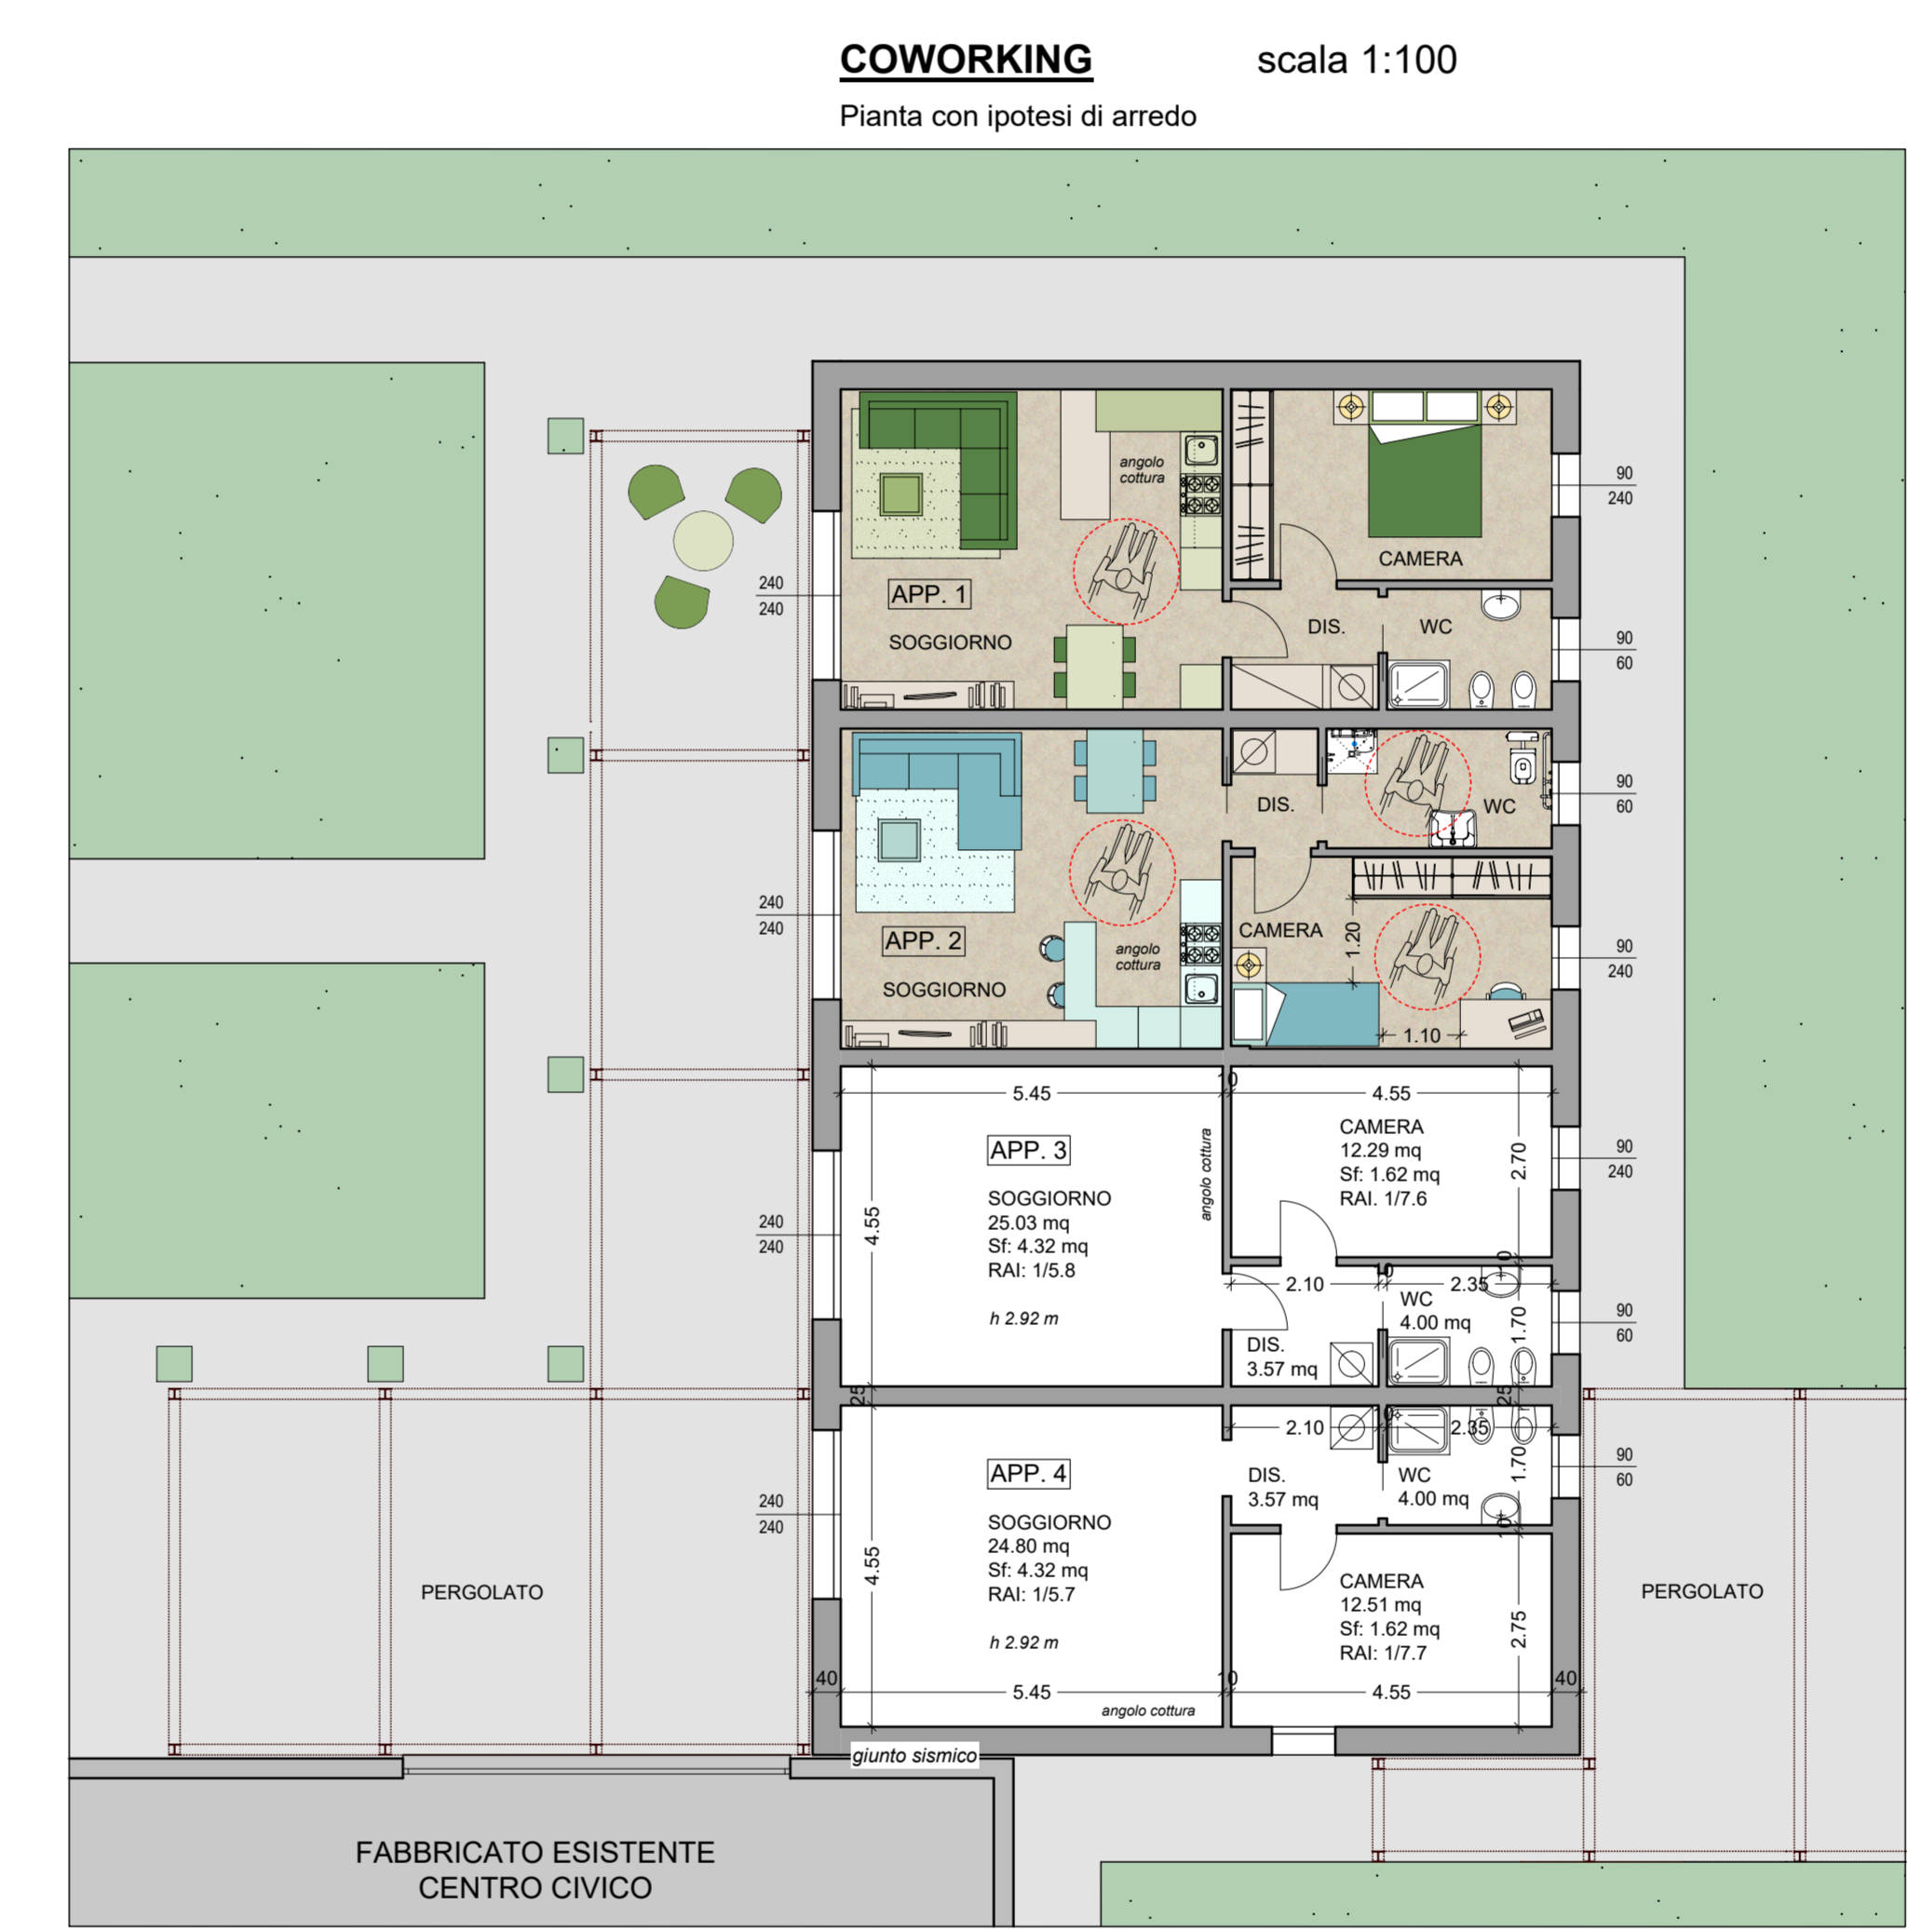 COWORKING scala 1:100
Pianta con ipotesi di arredo
angolo
cottura
90
240
CAMERA
240
240
APP. 1
SOGGIORNO
DIS.
WC
90
60
DIS.
WC
90
60
240
240
APP. 2
SOGGIORNO
angolo
cottura
CAMERA
1.20
90
240
1.10
5.45
10
4.55
APP. 3
angolo cottura
CAMERA
12.29 mq
Sf: 1.62 mq
RAI. 1/7.6
2.70
90
240
SOGGIORNO
25.03 mq
Sf: 4.32 mq
RAI: 1/5.8
h 2.92 m
4.55
240
240
10
2.10
10
2.35
WC
4.00 mq
1.70
90
60
DIS.
3.57 mq
25
25
2.10
10
2.35
APP. 4
DIS.
3.57 mq
WC
4.00 mq
1.70
90
60
240
240
SOGGIORNO
24.80 mq
Sf: 4.32 mq
RAI: 1/5.7
h 2.92 m
4.55
10
CAMERA
12.51 mq
Sf: 1.62 mq
RAI: 1/7.7
2.75
PERGOLATO
PERGOLATO
40
5.45
10
4.55
40
angolo cottura
giunto sismico
FABBRICATO ESISTENTE
CENTRO CIVICO